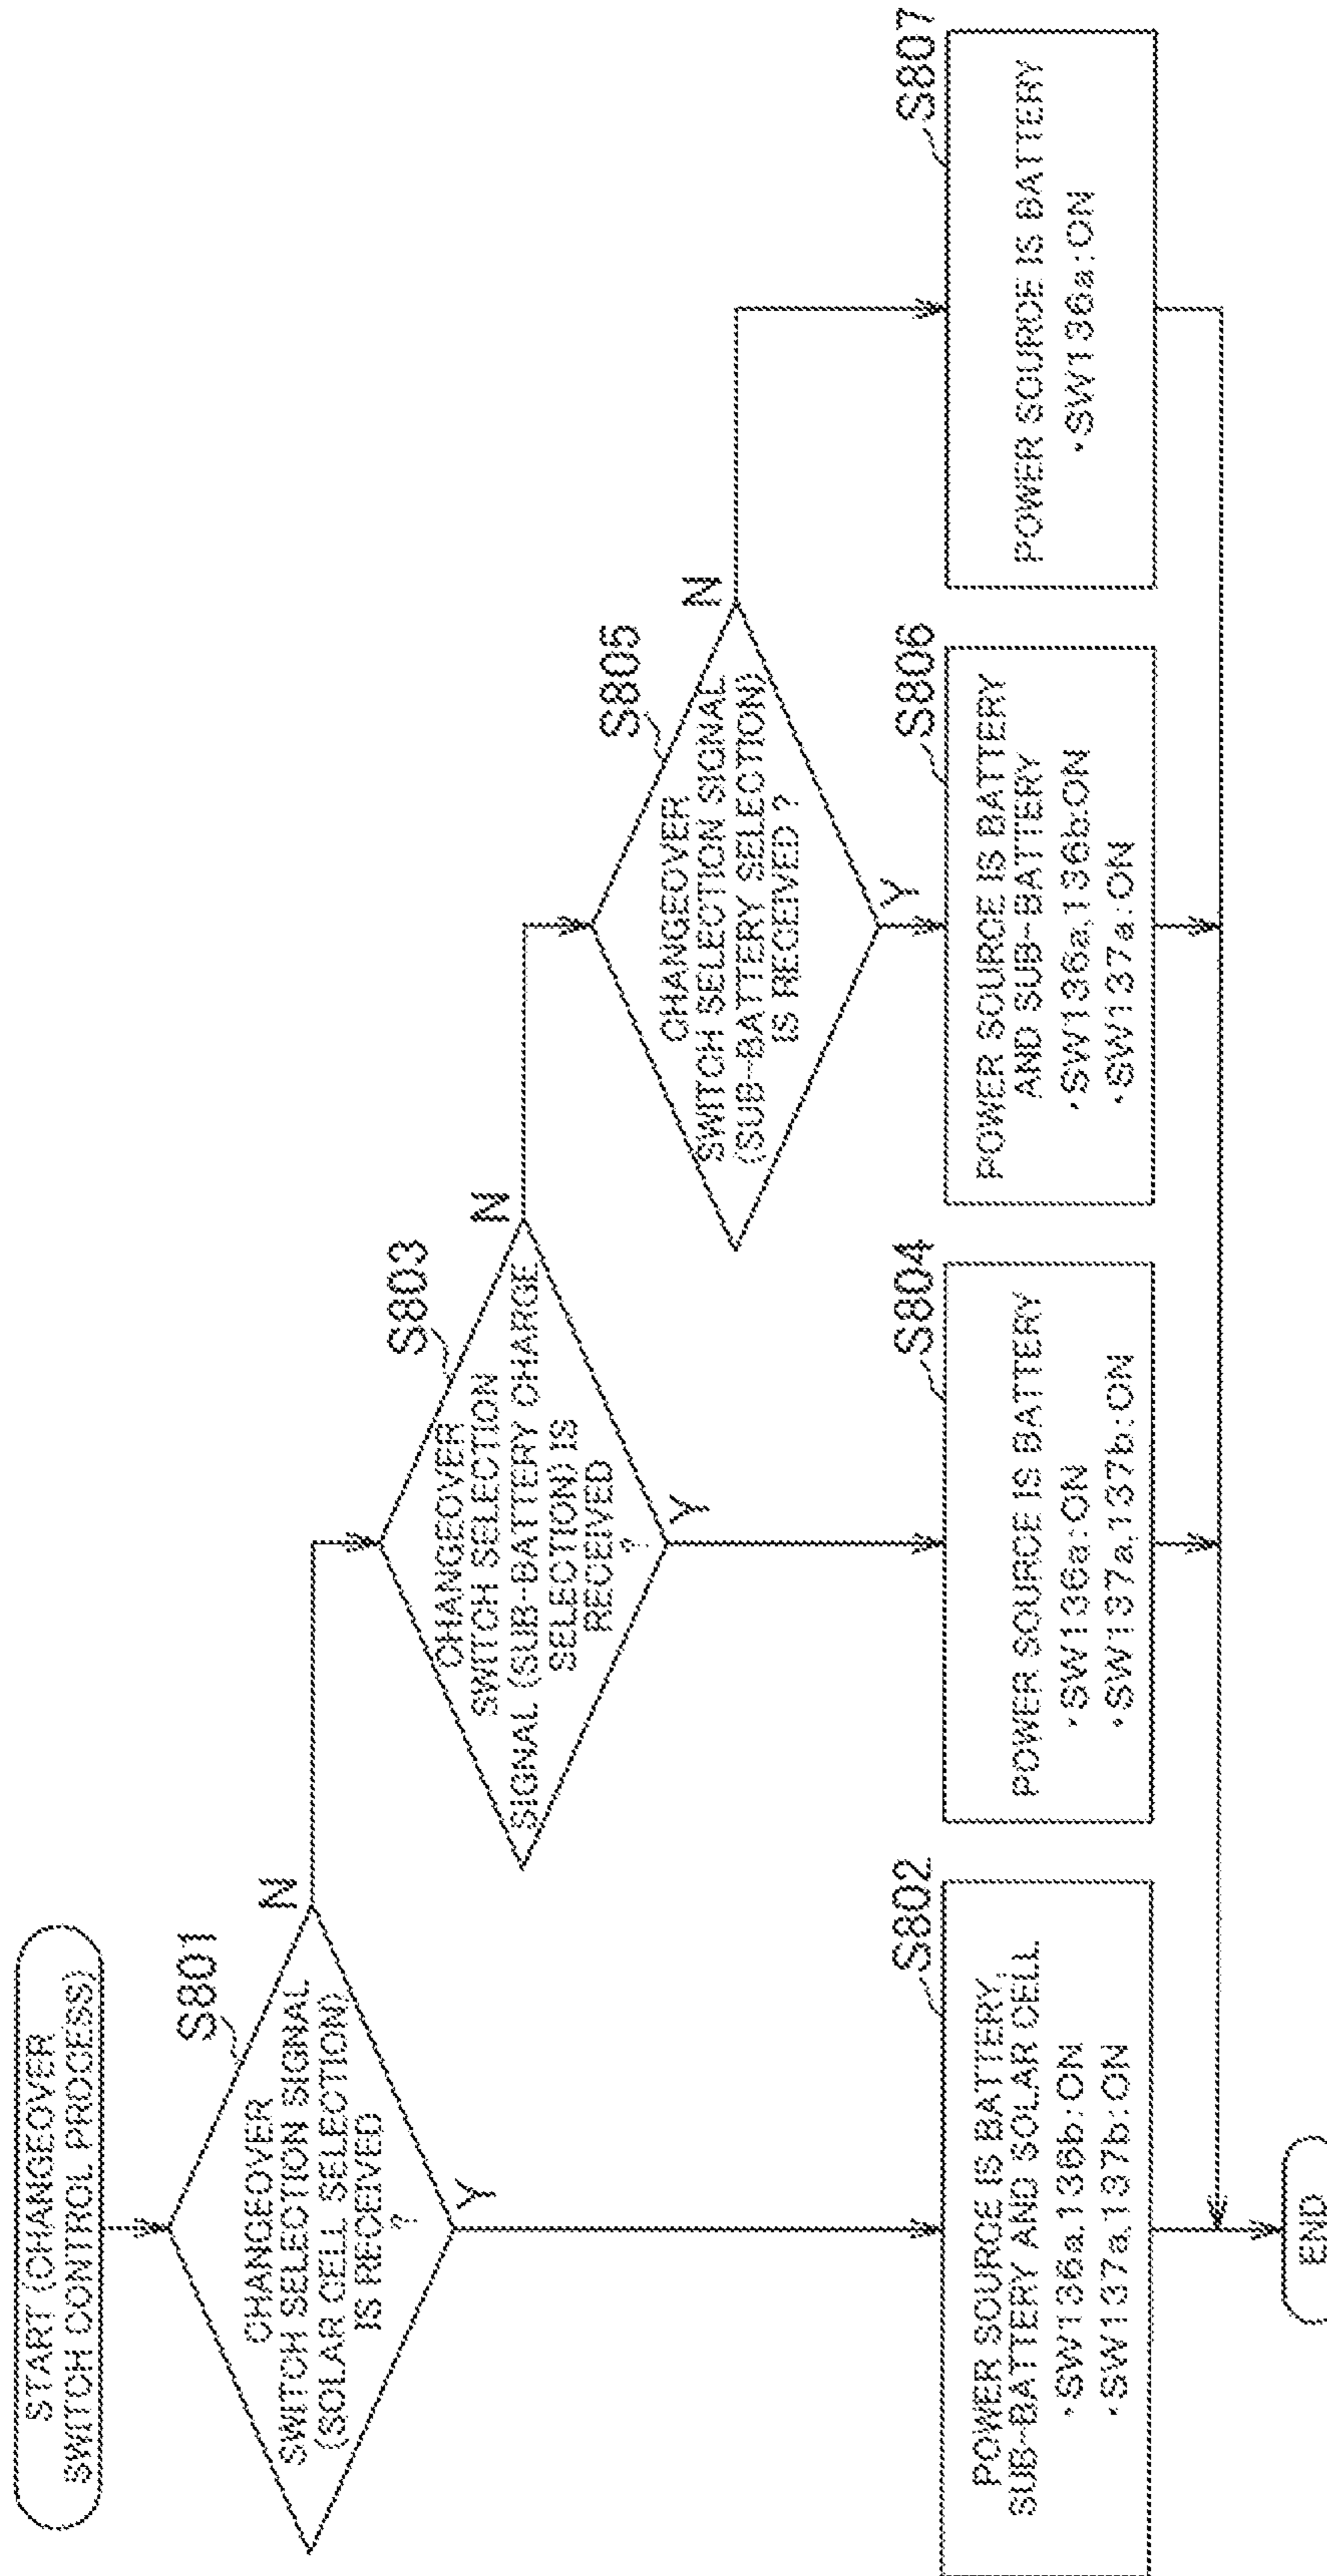 START (CHANGEOVER
SWITCH CONTROL PROCESS)
S801
CHANGEOVER
SWITCH SELECTION SIGNAL
(SOLAR CELL SELECTION)
IS RECEIVED
?
N
Y
S802
POWER SOURCE IS BATTERY,
SUB-BATTERY AND SOLAR CELL
•SW136a,136b:ON
•SW137a,137b:ON
S803
CHANGEOVER
SWITCH SELECTION
SIGNAL (SUB-BATTERY CHARGE
SELECTION) IS
RECEIVED
?
N
Y
S804
POWER SOURCE IS BATTERY
•SW136a:ON
•SW137a,137b:ON
S805
CHANGEOVER
SWITCH SELECTION SIGNAL
(SUB-BATTERY SELECTION)
IS RECEIVED ?
N
Y
S806
POWER SOURCE IS BATTERY
AND SUB-BATTERY
•SW136a,136b:ON
•SW137a:ON
S807
POWER SOURCE IS BATTERY
•SW136a:ON
END